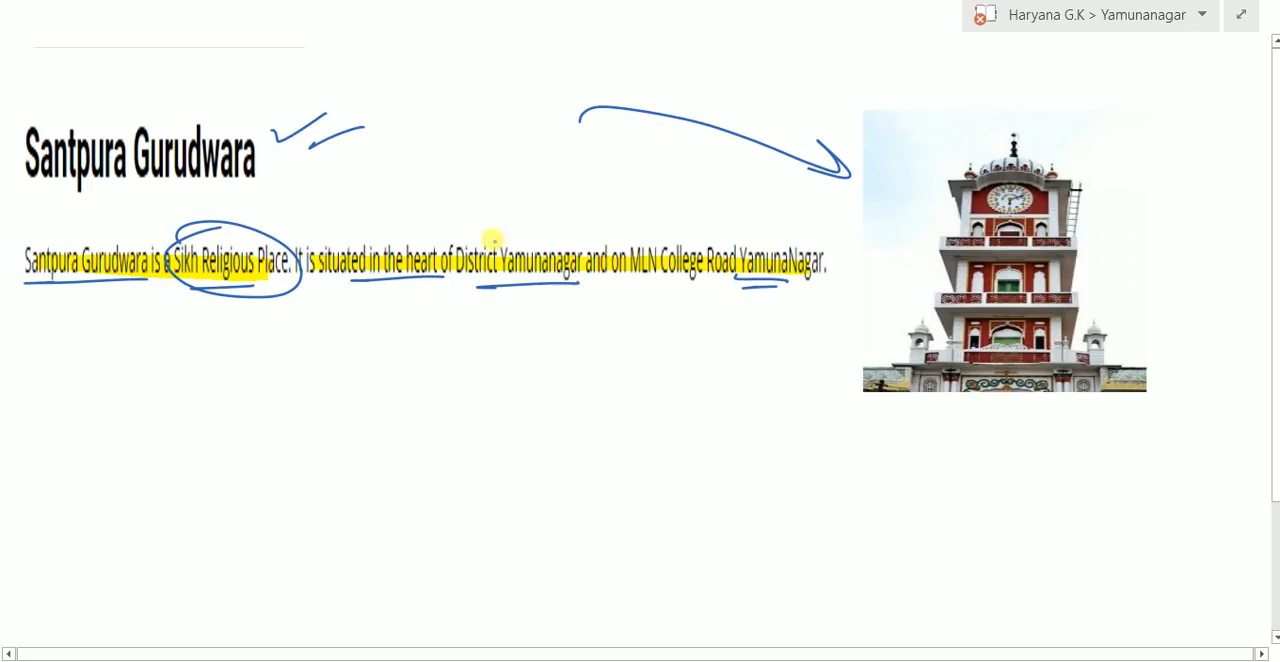 Haryana G.K > Yamunanagar
Santpura Gurudwara
Santpura Gurudwara is a Sikh Religious Place. It is situated in the heart of District Yamunanagar and on MLN College Road YamunaNagar.